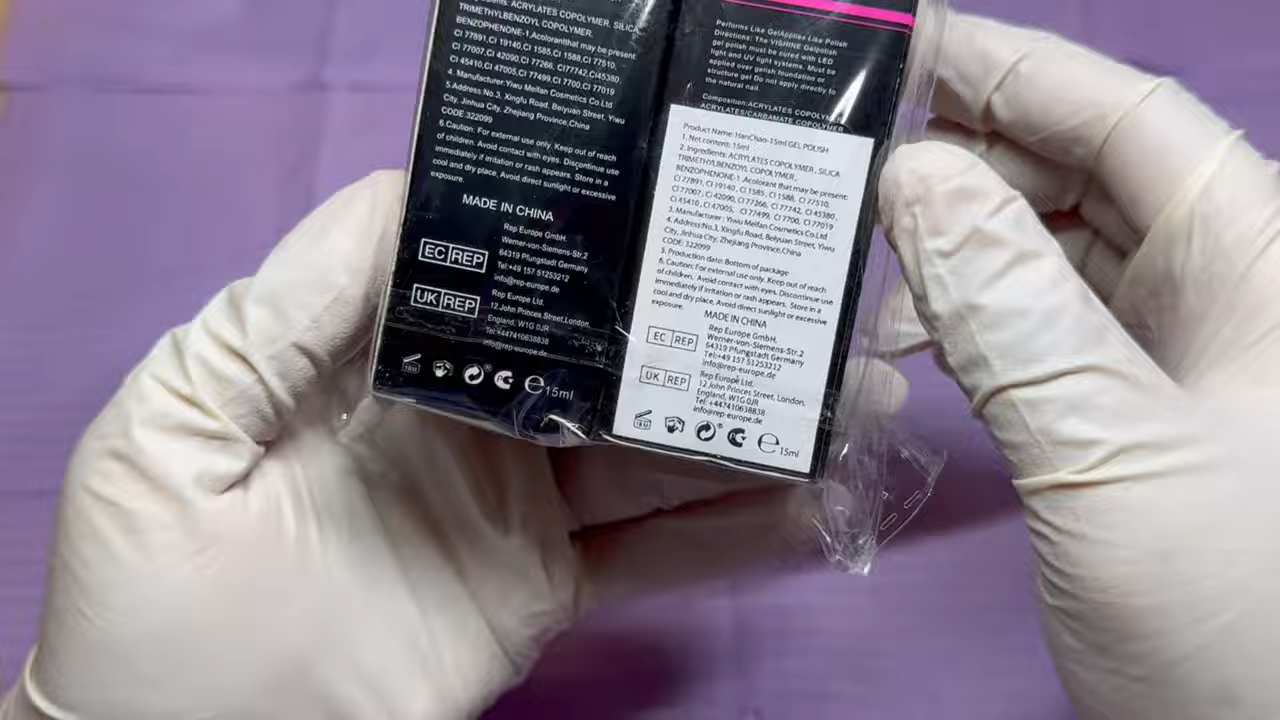 Ingredients: ACRYLATES COPOLYMER, SILICA,
TRIMETHYLBENZOYL COPOLYMER,
BENZOPHENONE-1.Acolorantthat may be present:
CI 77891,CI 19140,CI 1585,CI 1588,CI 77510,
CI 77007,CI 42090,CI 77266, CI77742,CI45380,
CI 45410,CI 47005,CI 77499,CI 7700,CI 77019
4. Manufacturer:Yiwu Meifan Cosmetics Co.Ltd
5.Address:No.3, Xingfu Road, Beiyuan Street, Yiwu
City, Jinhua City, Zhejiang Province,China
CODE:322099
6.Caution: For external use only. Keep out of reach
of children. Avoid contact with eyes. Discontinue use
immediately if irritation or rash appears. Store in a
cool and dry place, Avoid direct sunlight or excessive
exposure.
MADE IN CHINA
EC REP
Rep Europe GmbH.
Werner-von-Siemens-Str.2
64319 Pfungstadt Germany
Tel:+49 157 51253212
info@rep-europe.de
UK REP
Rep Europe Ltd.
12 John Princes Street,London,
England, W1G 0JR
Tel:+447410638838
info@rep-europe.de
e 15ml
Performs Like GelApplies Like Polish
Directions: The VISHINE Gelpolish
gel polish must be cured with LED
light and UV light systems. Must be
applied over gelish foundation or
structure gel Do not apply directly to
the natural nail.
Composition:ACRYLATES COPOLYMER
ACRYLATES/CARBAMATE COPOLYMER
Product Name: HanChao-15ml GEL POLISH
1. Net content: 15ml
2. Ingredients: ACRYLATES COPOLYMER, SILICA
TRIMETHYLBENZOYL COPOLYMER,
BENZOPHENONE-1. Acolorant that may be present:
CI 77891, CI 19140, CI 1585, CI 1588, CI 77510,
CI 77007, CI 42090, CI 77266, CI 77742, CI 45380,
CI 45410, CI 47005, CI 77499, CI 7700, CI 77019
3. Manufacturer: Yiwu Meifan Cosmetics Co.Ltd
4. Address:No.3, Xingfu Road, Beiyuan Street, Yiwu
City, Jinhua City, Zhejiang Province,China
CODE: 322099
5. Production date: Bottom of package
6. Caution: For external use only. Keep out of reach
of children. Avoid contact with eyes. Discontinue use
immediately if irritation or rash appears. Store in a
cool and dry place, Avoid direct sunlight or excessive
exposure.
MADE IN CHINA
EC REP
Rep Europe GmbH.
Werner-von-Siemens-Str.2
64319 Pfungstadt Germany
Tel:+49 157 51253212
info@rep-europe.de
UK REP
Rep Europe Ltd.
12 John Princes Street, London,
England, W1G 0JR
Tel: +447410638838
info@rep-europe.de
e 15ml